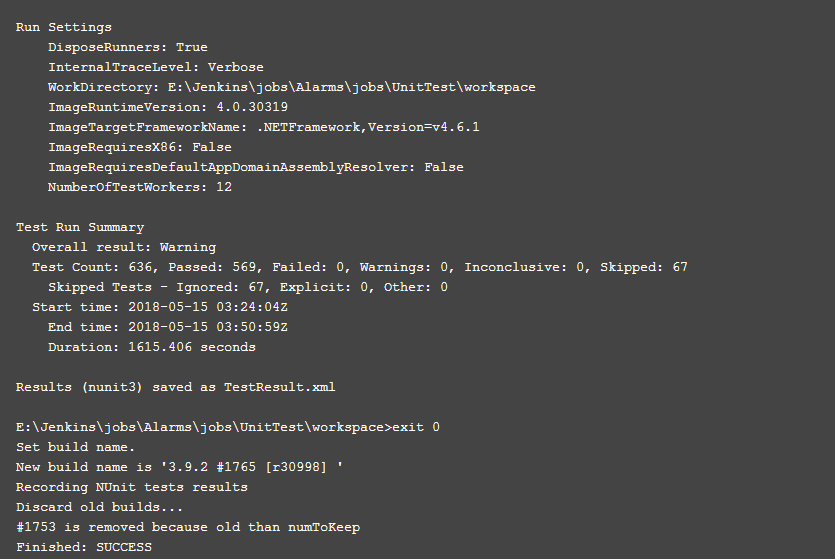 Run Settings
DisposeRunners: True
InternalTraceLevel: Verbose
WorkDirectory: E:\Jenkins\jobs\Alarms\jobs\UnitTest\workspace
ImageRuntimeVersion: 4.0.30319
ImageTargetFrameworkName: .NETFramework,Version=v4.6.1
ImageRequiresX86: False
ImageRequiresDefaultAppDomainAssemblyResolver: False
NumberOfTestWorkers: 12
Test Run Summary
Overall result: Warning
Test Count: 636, Passed: 569, Failed: 0, Warnings: 0, Inconclusive: 0, Skipped: 67
Skipped Tests - Ignored: 67, Explicit: 0, Other: 0
Start time: 2018-05-15 03:24:04Z
End time: 2018-05-15 03:50:59Z
Duration: 1615.406 seconds
Results (nunit3) saved as TestResult.xml
E:\Jenkins\jobs\Alarms\jobs\UnitTest\workspace>exit 0
Set build name.
New build name is '3.9.2 #1765 [r30998] '
Recording NUnit tests results
Discard old builds...
#1753 is removed because old than numToKeep
Finished: SUCCESS